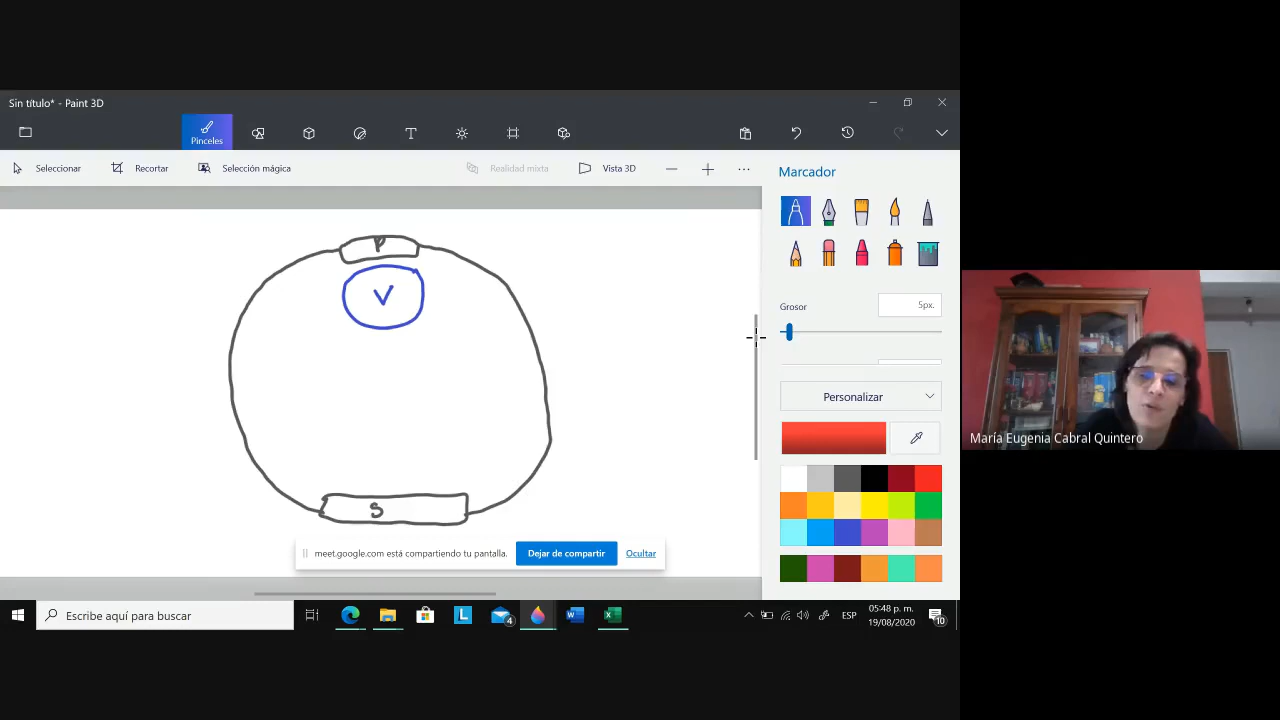 Sin título* - Paint 3D
Pinceles
Seleccionar Recortar Selección mágica Realidad mixta Vista 3D
Marcador
Grosor 5px.
Personalizar
P
V
S
meet.google.com está compartiendo tu pantalla. Dejar de compartir Ocultar
María Eugenia Cabral Quintero
Escribe aquí para buscar
L
4
W
X
ESP
05:48 p. m.
19/08/2020
10